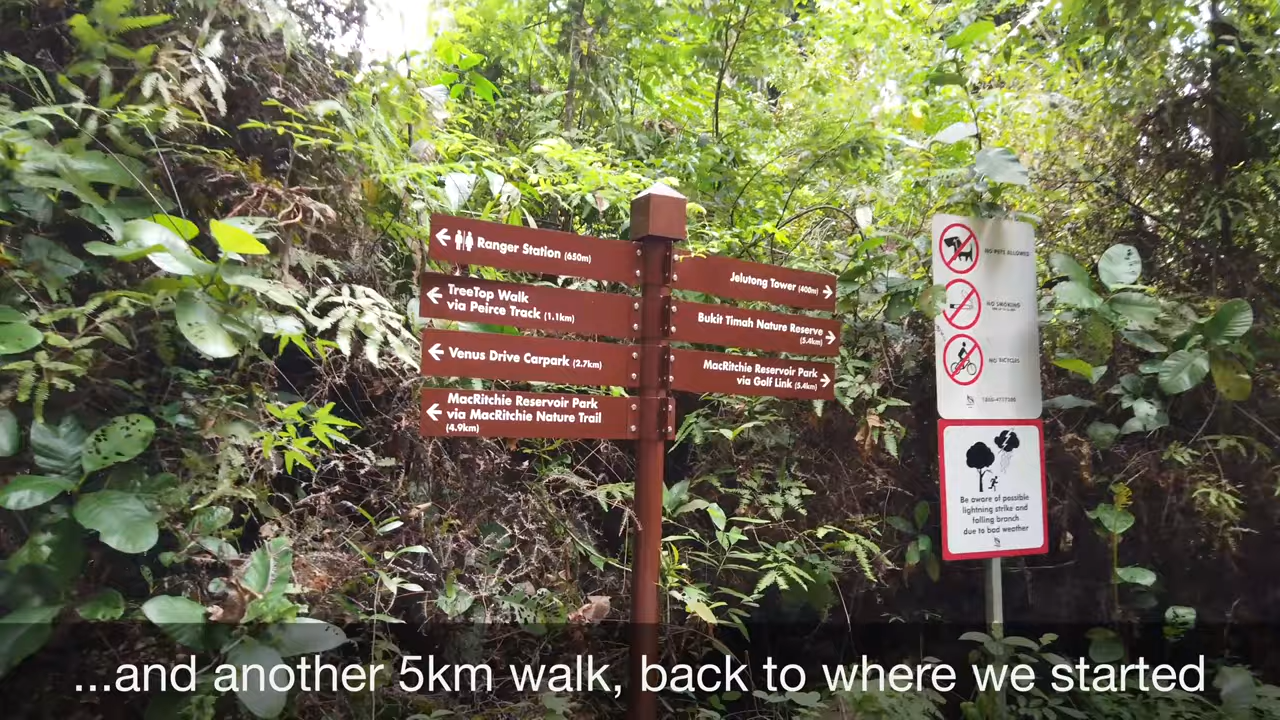 Ranger Station (650m)
TreeTop Walk
via Peirce Track (1.1km)
Venus Drive Carpark (2.7km)
MacRitchie Reservoir Park
via MacRitchie Nature Trail
(4.9km)
Jelutong Tower (400m)
Bukit Timah Nature Reserve
(5.4km)
MacRitchie Reservoir Park
via Golf Link (5.4km)
NO PETS ALLOWED
NO SMOKING
NO BICYCLES
Be aware of possible
lightning strike and
falling branch
due to bad weather
...and another 5km walk, back to where we started